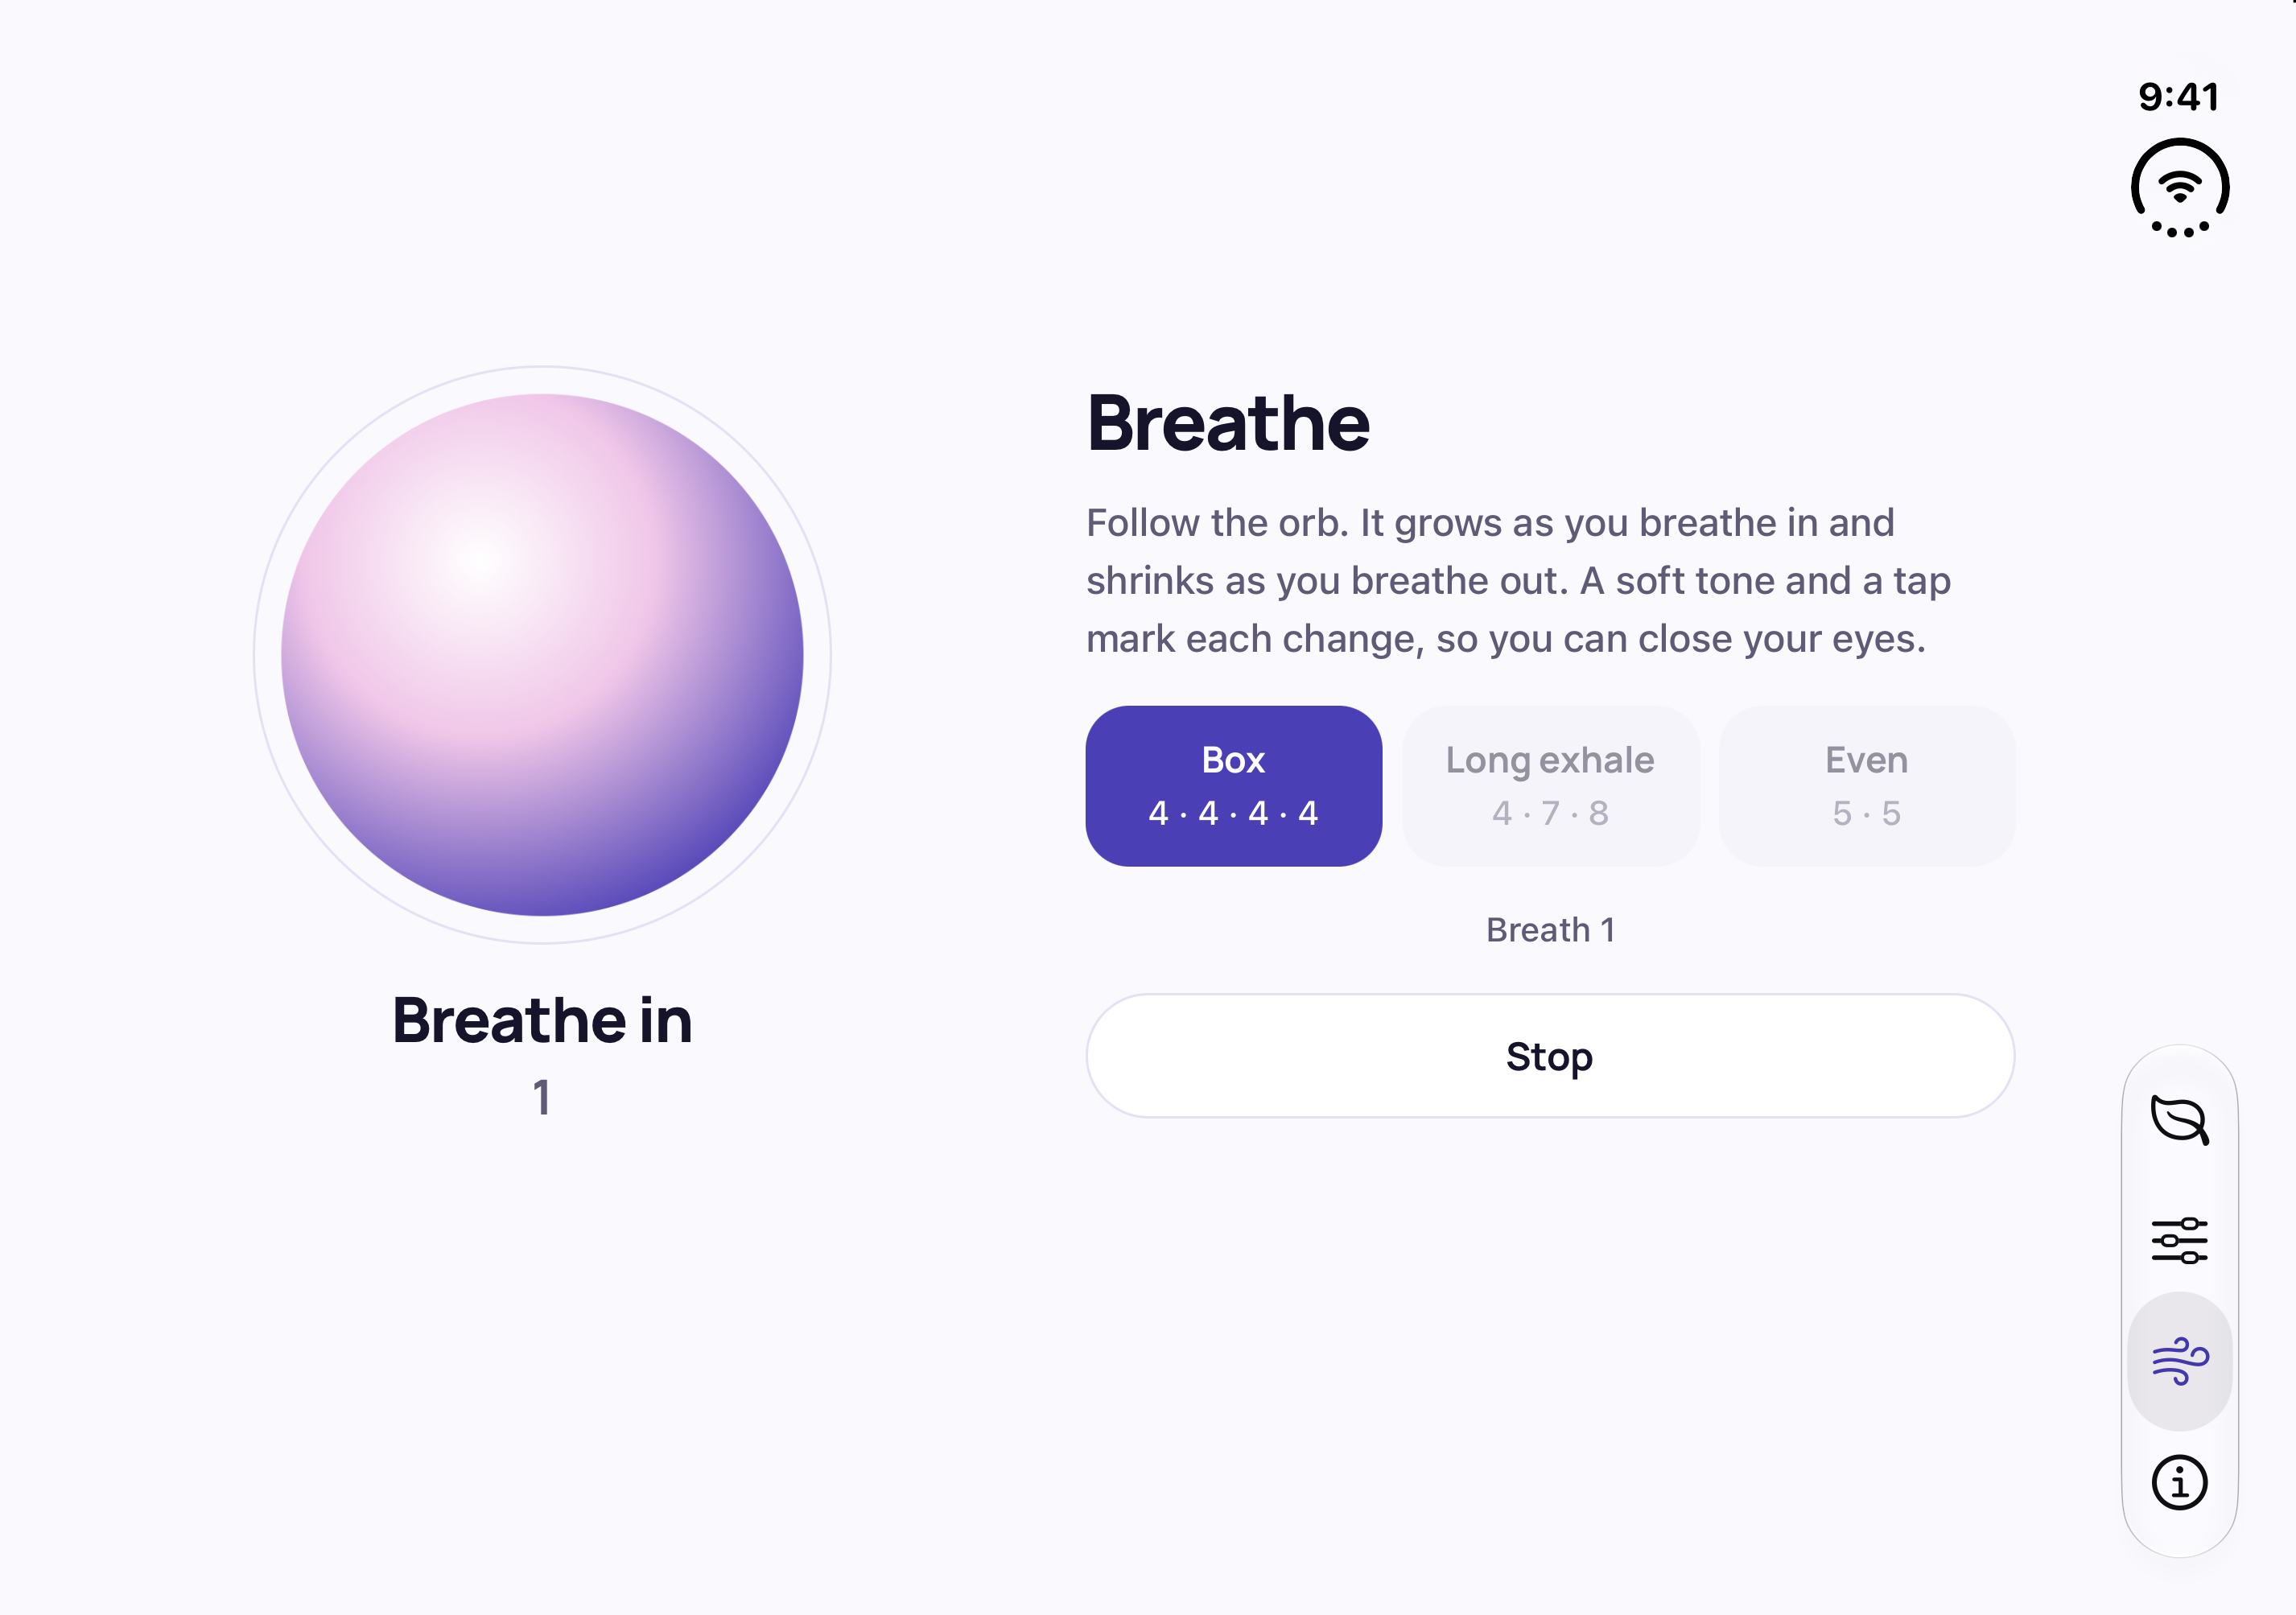 9:41
Breathe
Follow the orb. It grows as you breathe in and
shrinks as you breathe out. A soft tone and a tap
mark each change, so you can close your eyes.
Box
4 · 4 · 4 · 4
Long exhale
4 · 7 · 8
Even
5 · 5
Breath 1
Stop
Breathe in
1